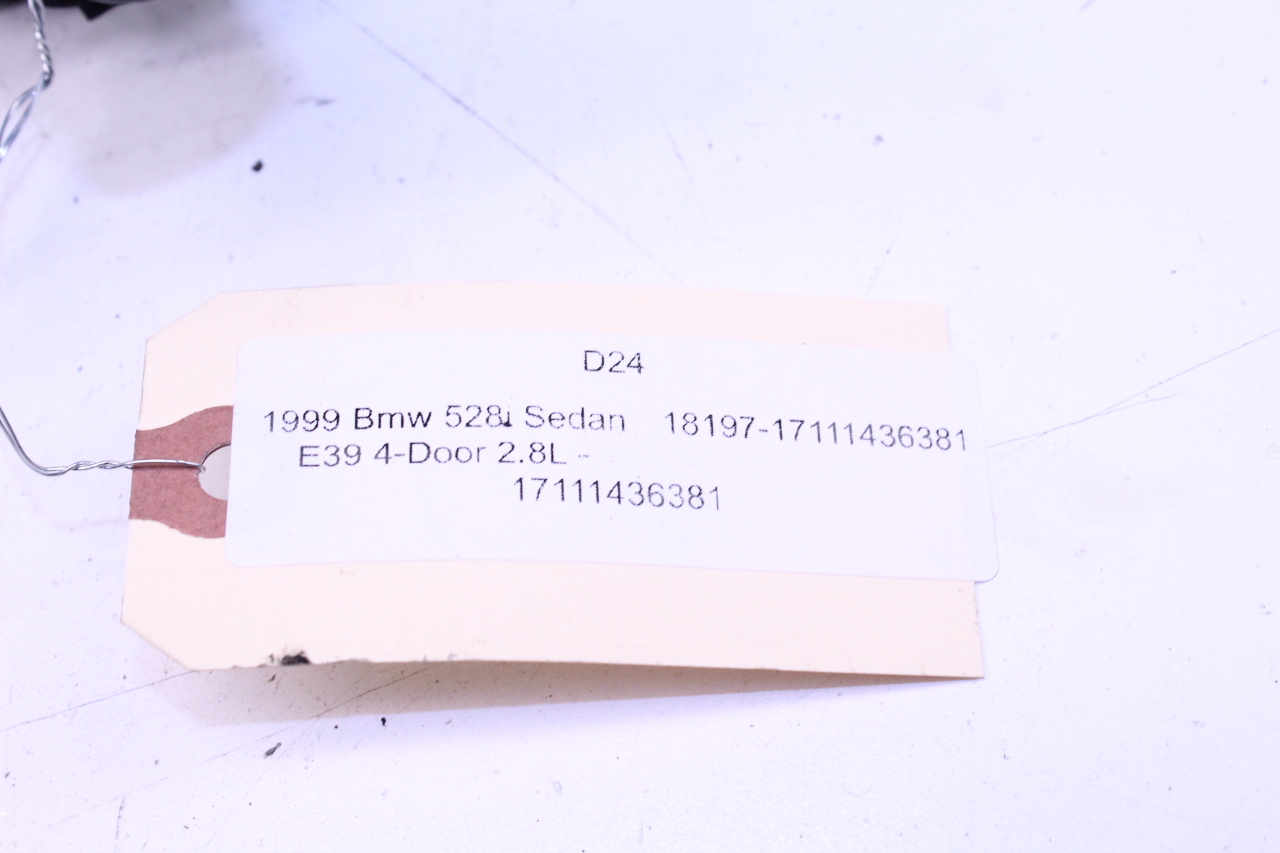 D24
1999 Bmw 528i Sedan 18197-17111436381
E39 4-Door 2.8L -
17111436381